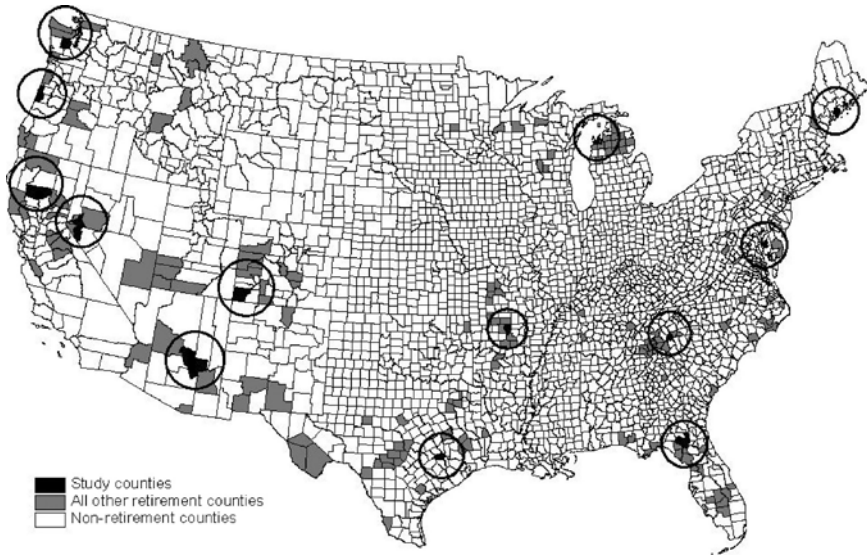 Study counties
All other retirement counties
Non-retirement counties